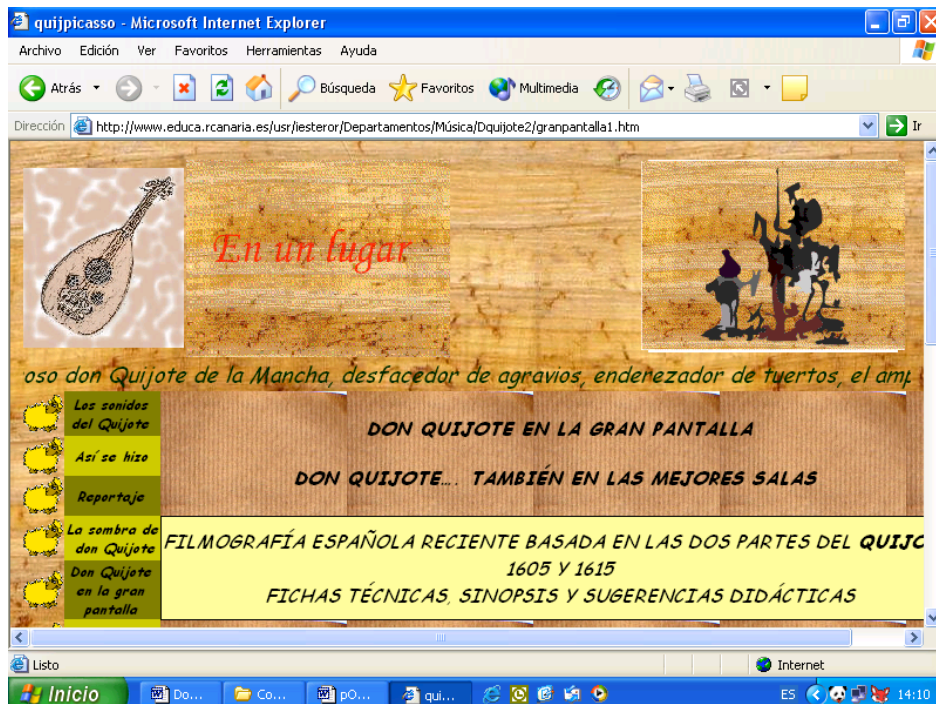 quijpicasso - Microsoft Internet Explorer
Archivo Edición Ver Favoritos Herramientas Ayuda
Atrás Búsqueda Favoritos Multimedia
Dirección http://www.educa.rcanaria.es/usr/iesteror/Departamentos/Música/Dquijote2/granpantalla1.htm Ir
En un lugar
oso don Quijote de la Mancha, desfacedor de agravios, enderezador de tuertos, el amp
Los sonidos
del Quijote
Así se hizo
Reportaje
La sombra de
don Quijote
Don Quijote
en la gran
pantalla
DON QUIJOTE EN LA GRAN PANTALLA
DON QUIJOTE.... TAMBIÉN EN LAS MEJORES SALAS
FILMOGRAFÍA ESPAÑOLA RECIENTE BASADA EN LAS DOS PARTES DEL QUIJO
1605 Y 1615
FICHAS TÉCNICAS, SINOPSIS Y SUGERENCIAS DIDÁCTICAS
Listo Internet
Inicio Do... Co... pO... qui... ES 14:10